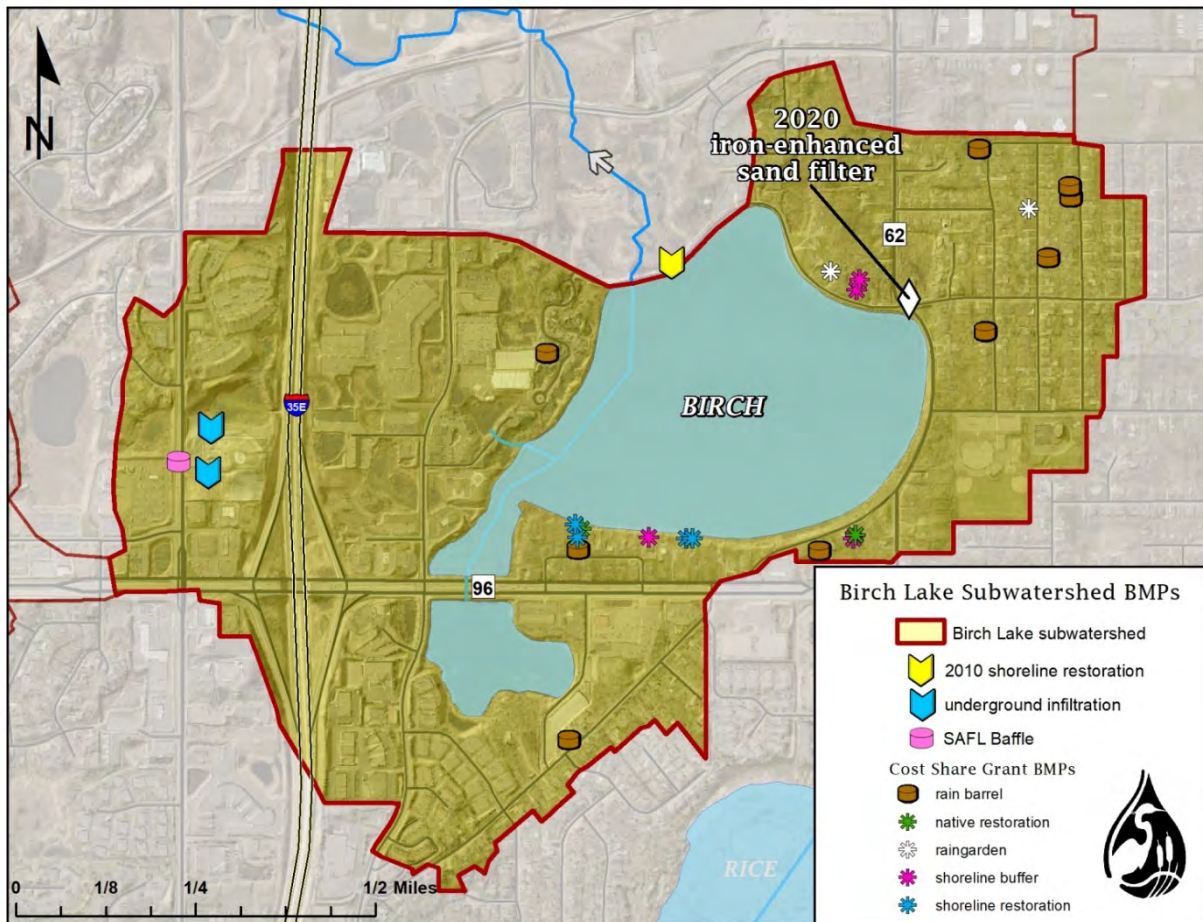 N
2020
iron-enhanced
sand filter
62
35E
BIRCH
96
RICE
0 1/8 1/4 1/2 Miles
Birch Lake Subwatershed BMPs
Birch Lake subwatershed
2010 shoreline restoration
underground infiltration
SAFL Baffle
Cost Share Grant BMPs
rain barrel
native restoration
raingarden
shoreline buffer
shoreline restoration